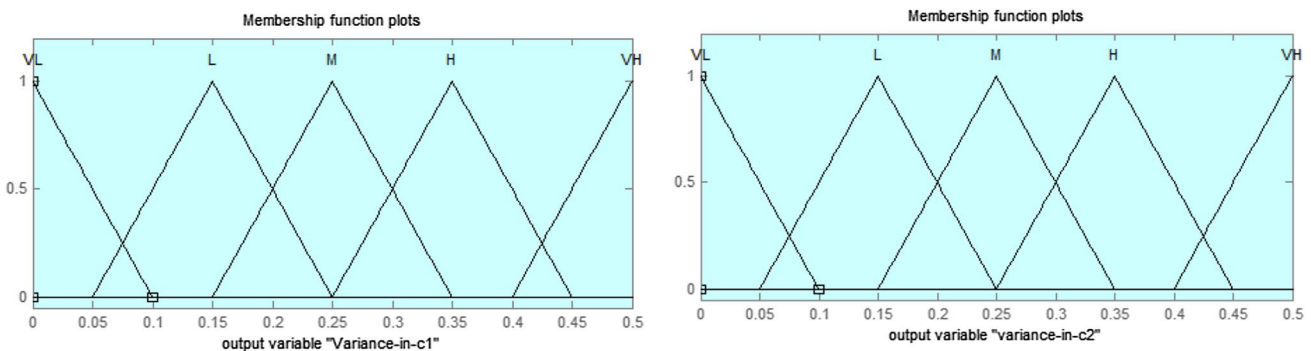 Membership function plots
VL L M H VH
1
0.5
0
0 0.05 0.1 0.15 0.2 0.25 0.3 0.35 0.4 0.45 0.5
output variable "Variance-in-c1"
Membership function plots
VL L M H VH
1
0.5
0
0 0.05 0.1 0.15 0.2 0.25 0.3 0.35 0.4 0.45 0.5
output variable "variance-in-c2"